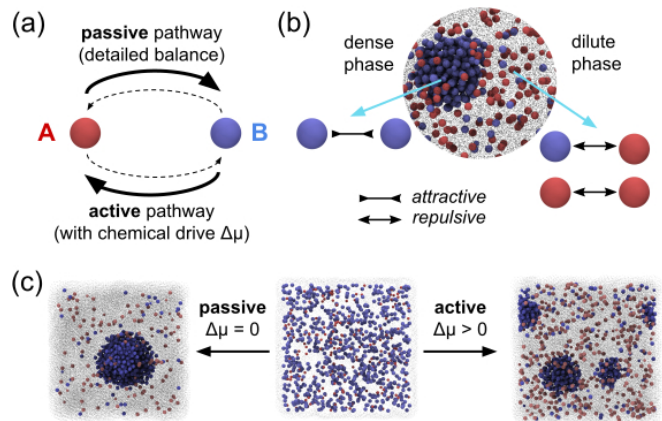 (a)
passive pathway
(detailed balance)
A
B
active pathway
(with chemical drive Δμ)
(b)
dense
phase
dilute
phase
attractive
repulsive
(c)
passive
Δμ = 0
active
Δμ > 0